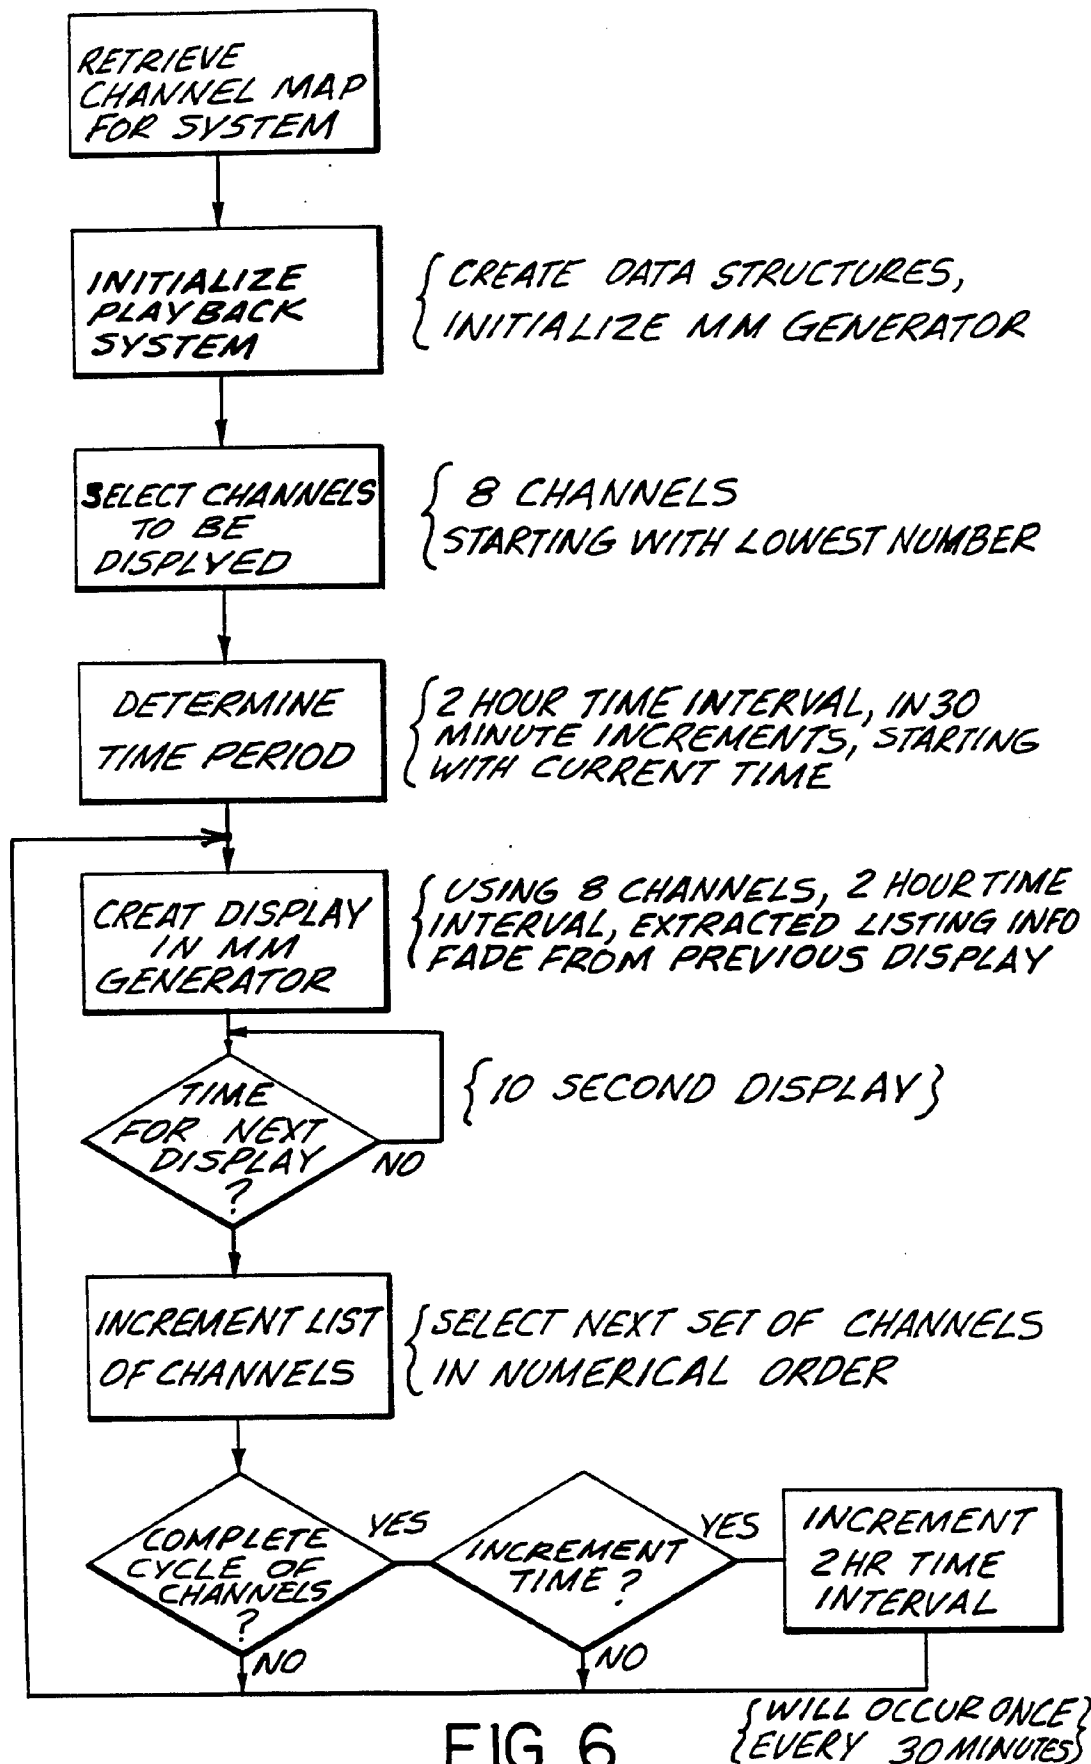 RETRIEVE
CHANNEL MAP
FOR SYSTEM
INITIALIZE
PLAYBACK
SYSTEM
{ CREATE DATA STRUCTURES,
INITIALIZE MM GENERATOR
SELECT CHANNELS
TO BE
DISPLYED
{ 8 CHANNELS
STARTING WITH LOWEST NUMBER
DETERMINE
TIME PERIOD
{ 2 HOUR TIME INTERVAL, IN 30
MINUTE INCREMENTS, STARTING
WITH CURRENT TIME
CREAT DISPLAY
IN MM
GENERATOR
{ USING 8 CHANNELS, 2 HOUR TIME
INTERVAL, EXTRACTED LISTING INFO
FADE FROM PREVIOUS DISPLAY
TIME
FOR NEXT
DISPLAY
?
NO
{ 10 SECOND DISPLAY }
INCREMENT LIST
OF CHANNELS
{ SELECT NEXT SET OF CHANNELS
IN NUMERICAL ORDER
COMPLETE
CYCLE OF
CHANNELS
?
YES
NO
INCREMENT
TIME ?
YES
NO
INCREMENT
2 HR TIME
INTERVAL
{ WILL OCCUR ONCE }
{ EVERY 30 MINUTES }
FIG 6